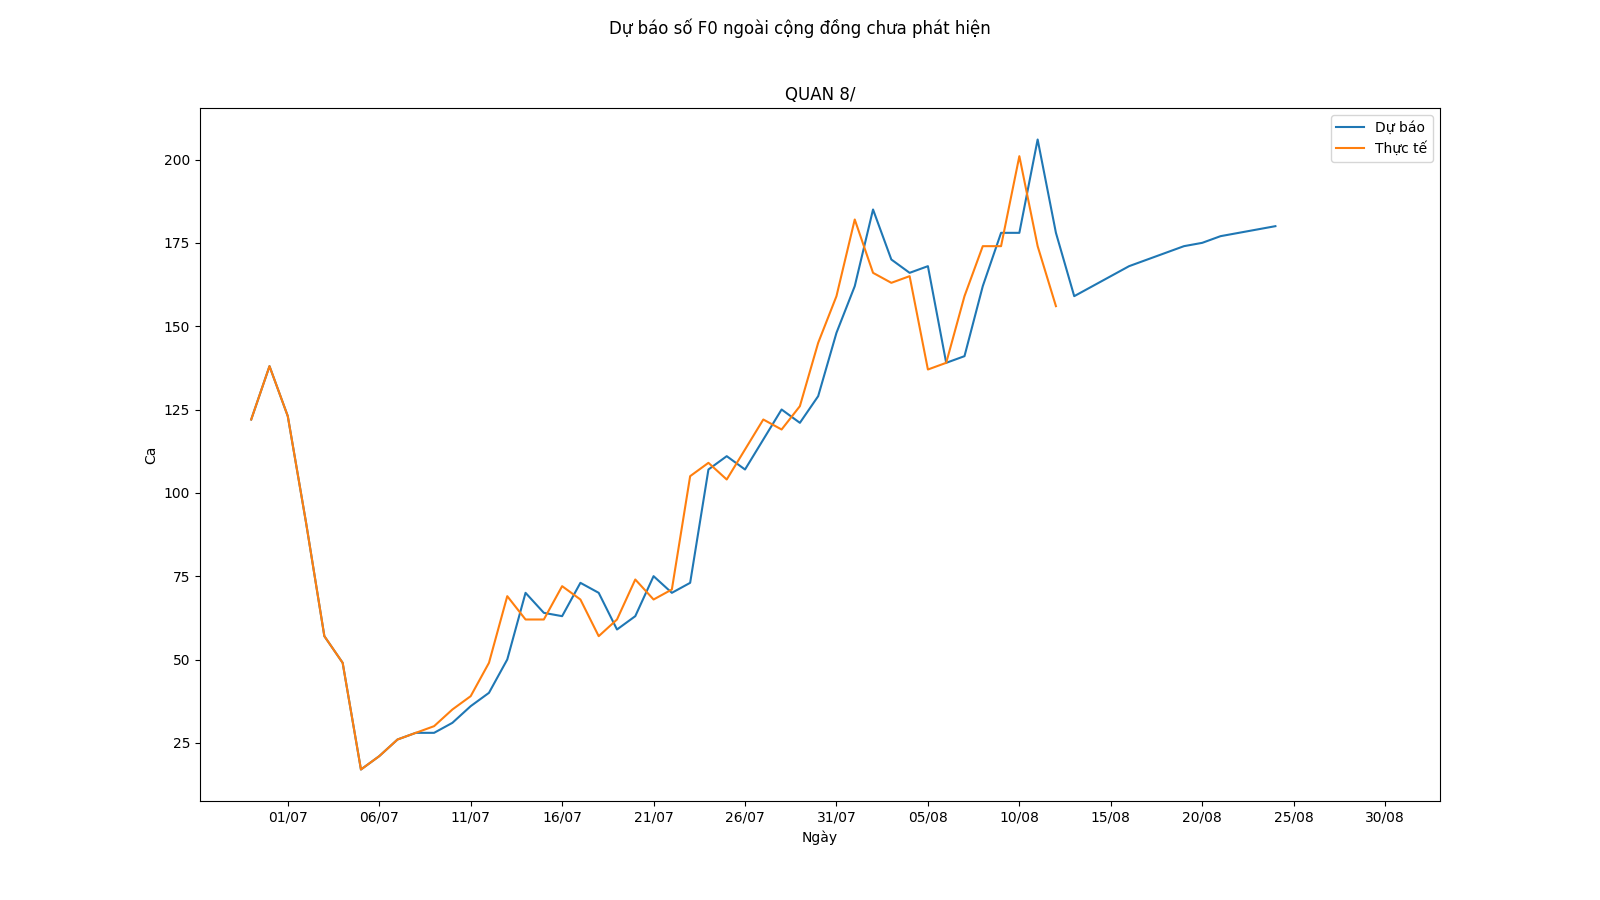 Dự báo số F0 ngoài cộng đồng chưa phát hiện
QUAN 8/
Dự báo
Thực tế
200
175
150
125
100
75
50
25
Ca
01/07 06/07 11/07 16/07 21/07 26/07 31/07 05/08 10/08 15/08 20/08 25/08 30/08
Ngày